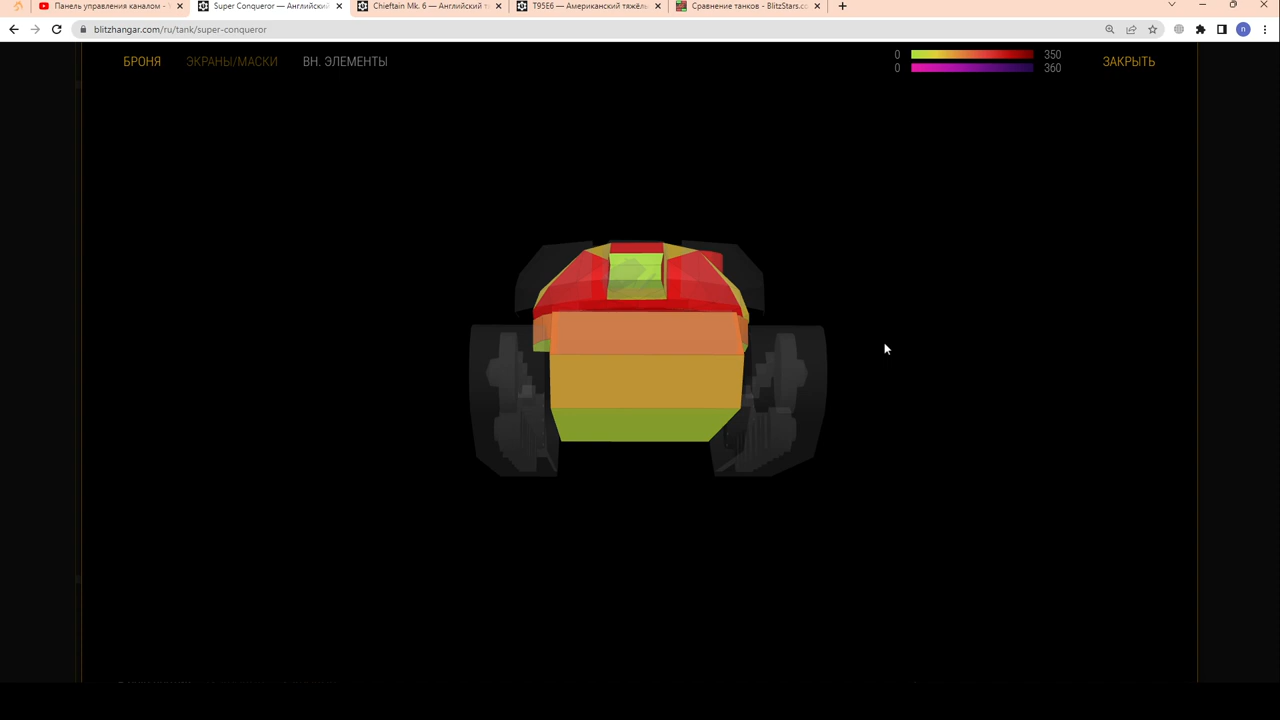 Панель управления каналом -
Super Conqueror — Английский
Chieftain Mk. 6 — Английский т
T95E6 — Американский тяжёл
Сравнение танков - BlitzStars.co
blitzhangar.com/ru/tank/super-conqueror
n
БРОНЯ ЭКРАНЫ/МАСКИ ВН. ЭЛЕМЕНТЫ
0 350
0 360
ЗАКРЫТЬ